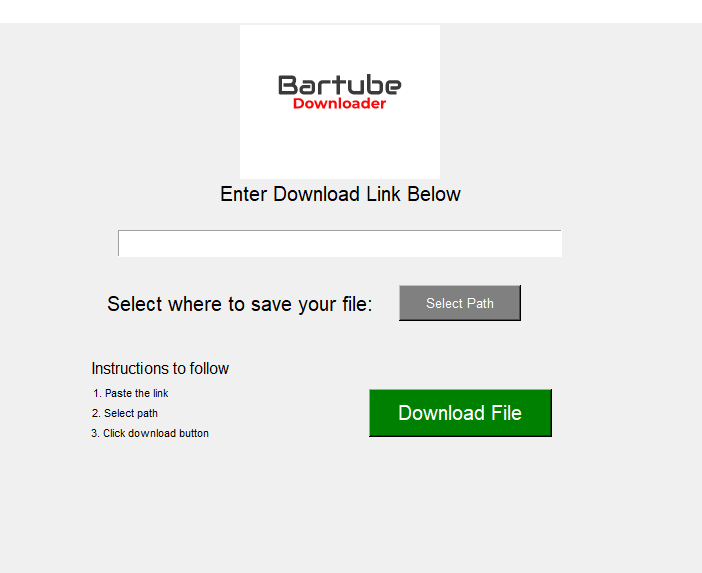 Bartube
Downloader
Enter Download Link Below
Select where to save your file:
Select Path
Instructions to follow
1. Paste the link
2. Select path
3. Click download button
Download File